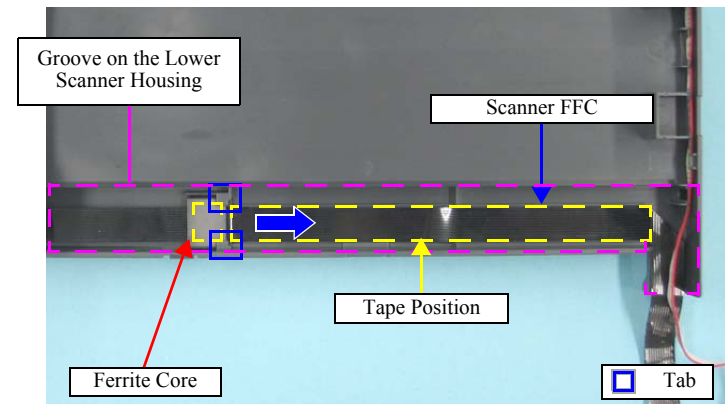 Groove on the Lower
Scanner Housing
Scanner FFC
Tape Position
Ferrite Core
Tab